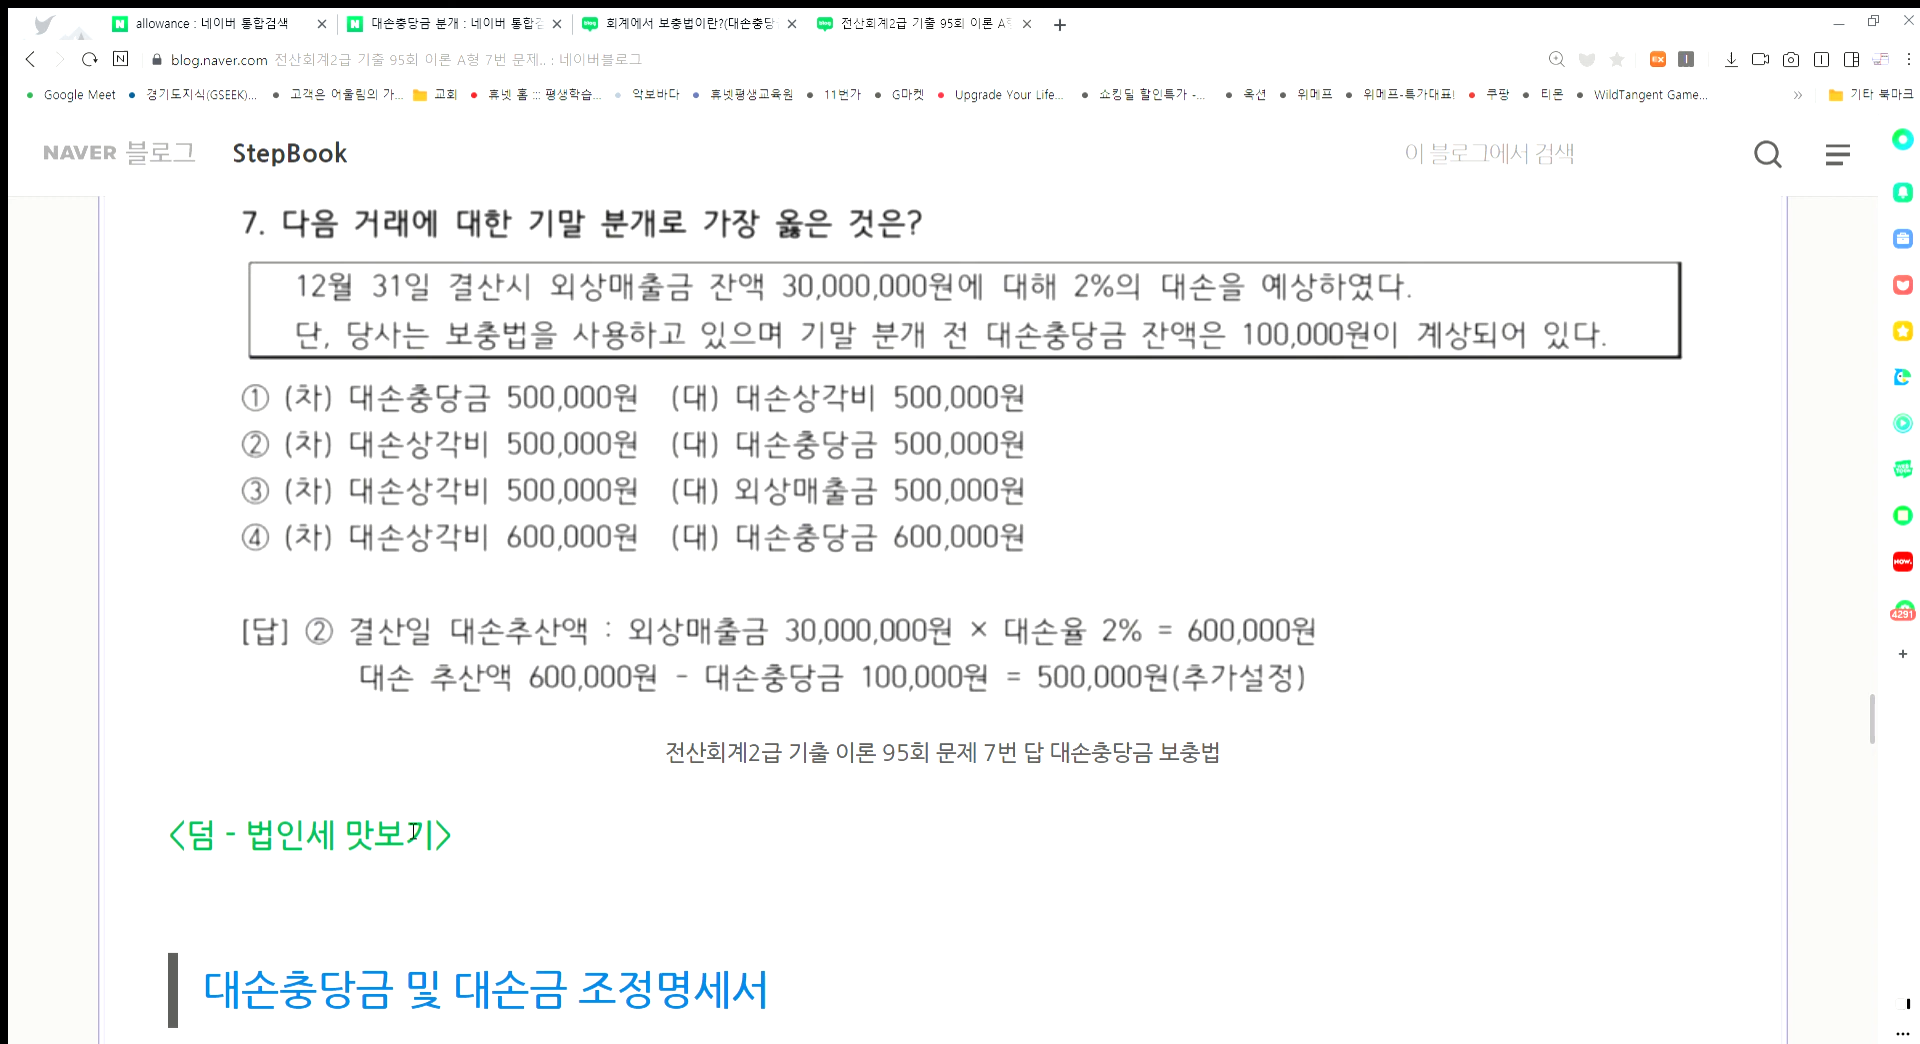 allowance : 네이버 통합검색
대손충당금 분개 : 네이버 통합검
회계에서 보충법이란?(대손충당
전산회계2급 기출 95회 이론 A형
blog.naver.com 전산회계2급 기출 95회 이론 A형 7번 문제.. : 네이버블로그
Google Meet 경기도지식(GSEEK)... 고객은 어울림의 가... 교회 휴넷 홈 ::: 평생학습... 악보바다 휴넷평생교육원 11번가 G마켓 Upgrade Your Life... 쇼킹딜 할인특가 -... 옥션 위메프 위메프-특가대표! 쿠팡 티몬 WildTangent Game... 기타 북마크
NAVER 블로그 StepBook 이 블로그에서 검색
7. 다음 거래에 대한 기말 분개로 가장 옳은 것은?
12월 31일 결산시 외상매출금 잔액 30,000,000원에 대해 2%의 대손을 예상하였다.
단, 당사는 보충법을 사용하고 있으며 기말 분개 전 대손충당금 잔액은 100,000원이 계상되어 있다.
① (차) 대손충당금 500,000원 (대) 대손상각비 500,000원
② (차) 대손상각비 500,000원 (대) 대손충당금 500,000원
③ (차) 대손상각비 500,000원 (대) 외상매출금 500,000원
④ (차) 대손상각비 600,000원 (대) 대손충당금 600,000원
[답] ② 결산일 대손추산액 : 외상매출금 30,000,000원 × 대손율 2% = 600,000원
대손 추산액 600,000원 - 대손충당금 100,000원 = 500,000원(추가설정)
전산회계2급 기출 이론 95회 문제 7번 답 대손충당금 보충법
<덤 - 법인세 맛보기>
대손충당금 및 대손금 조정명세서
NOW.
4291